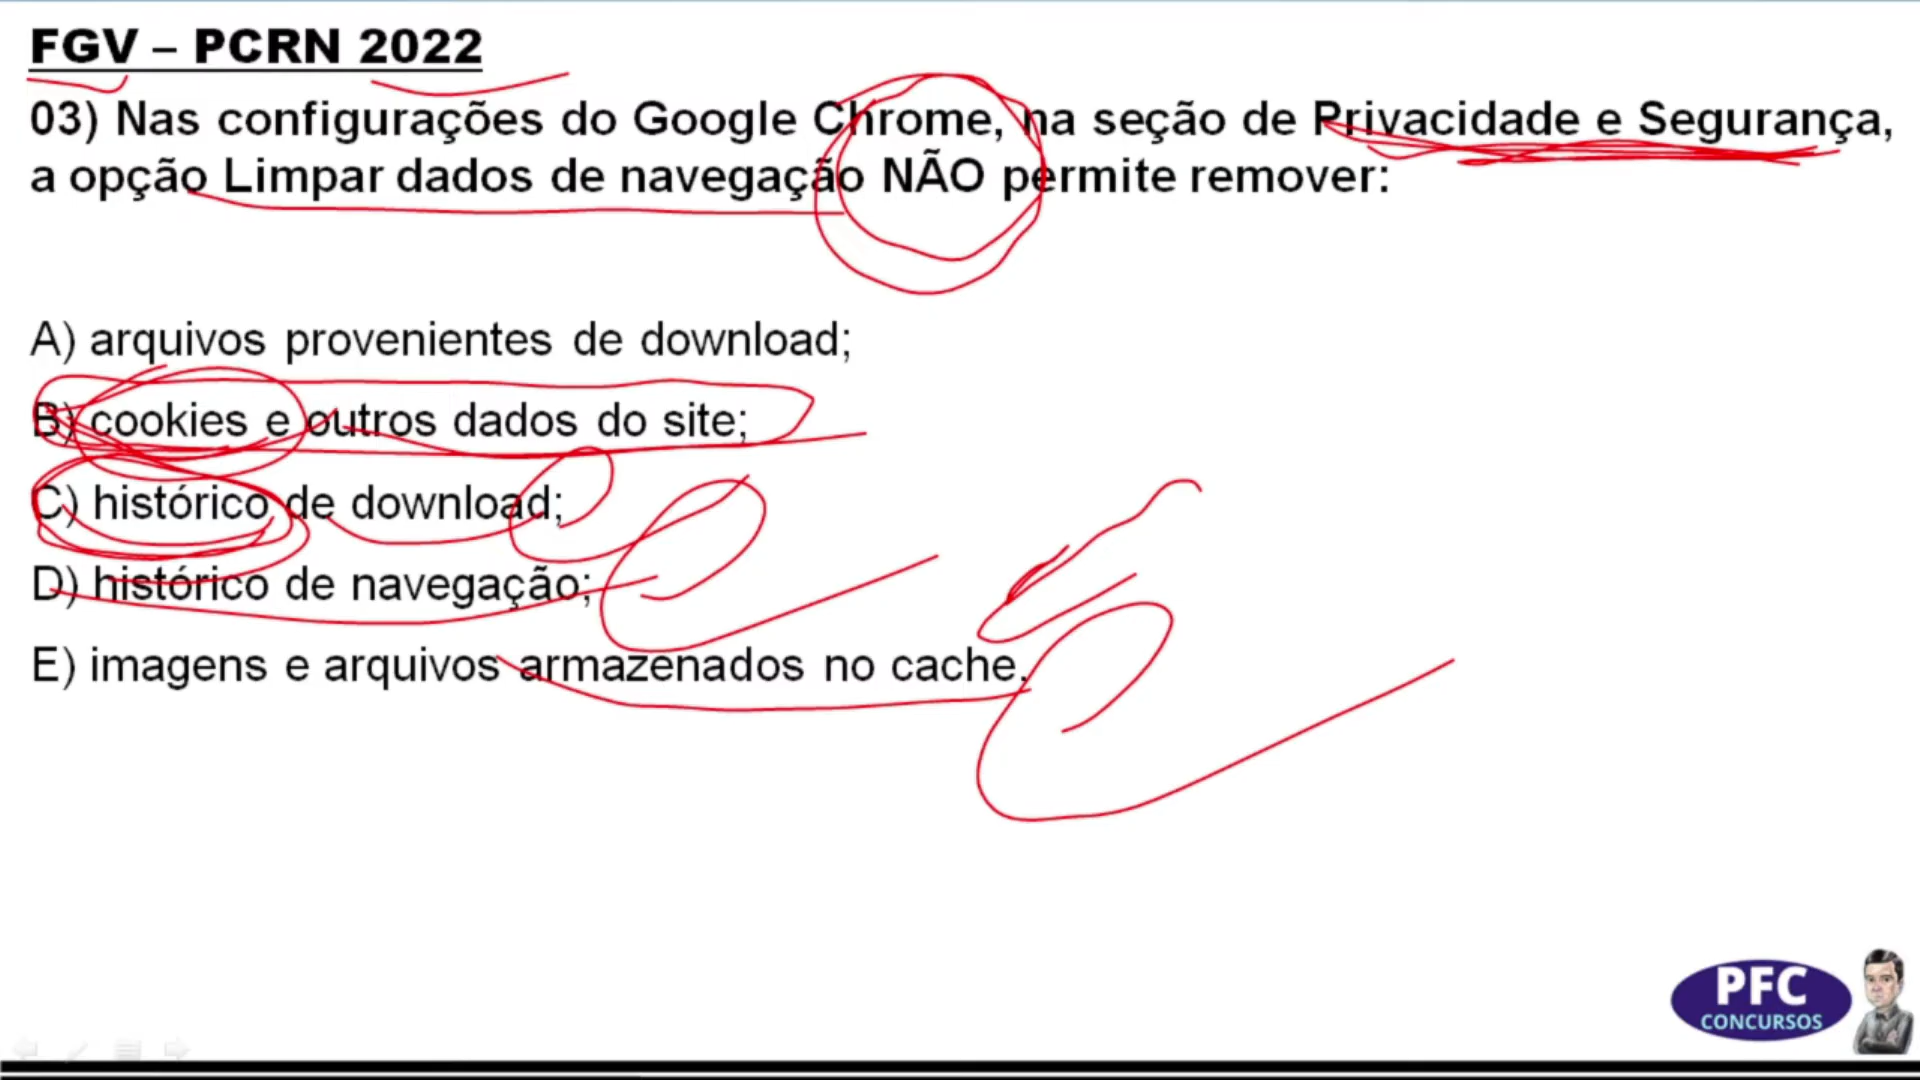 FGV – PCRN 2022
03) Nas configurações do Google Chrome, na seção de Privacidade e Segurança,
a opção Limpar dados de navegação NÃO permite remover:
A) arquivos provenientes de download;
B) cookies e outros dados do site;
C) histórico de download;
D) histórico de navegação;
E) imagens e arquivos armazenados no cache.
PFC
CONCURSOS